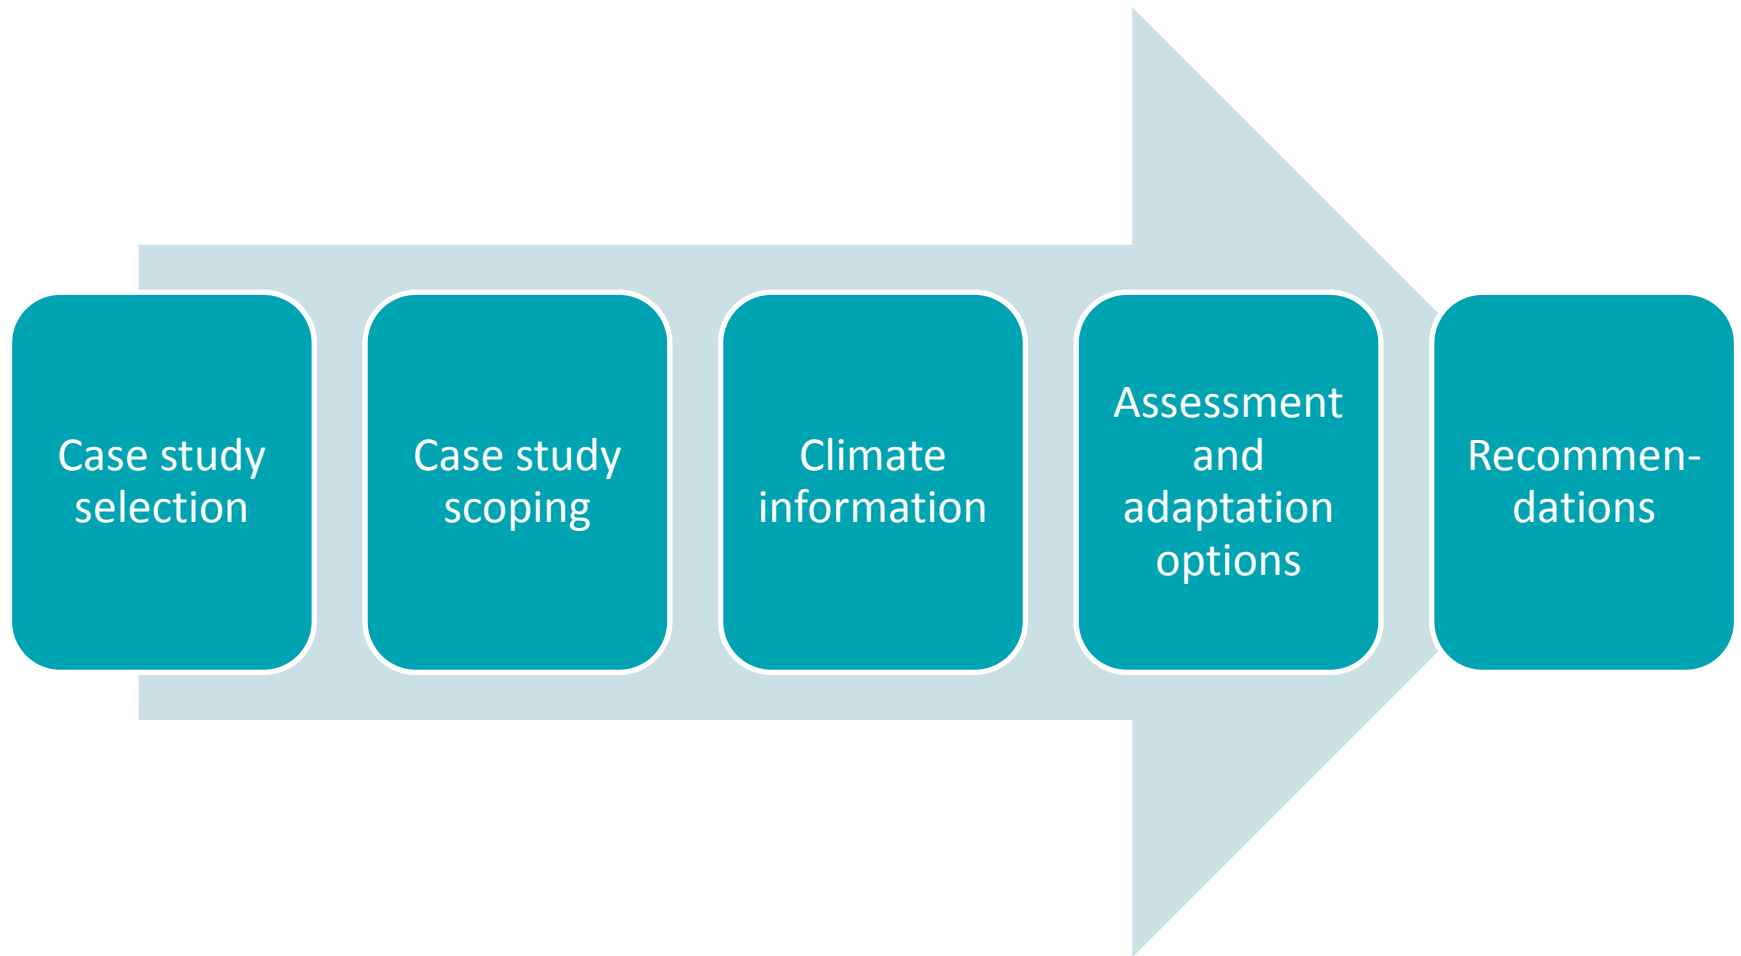 Case study
selection
Case study
scoping
Climate
information
Assessment
and
adaptation
options
Recommen-
dations